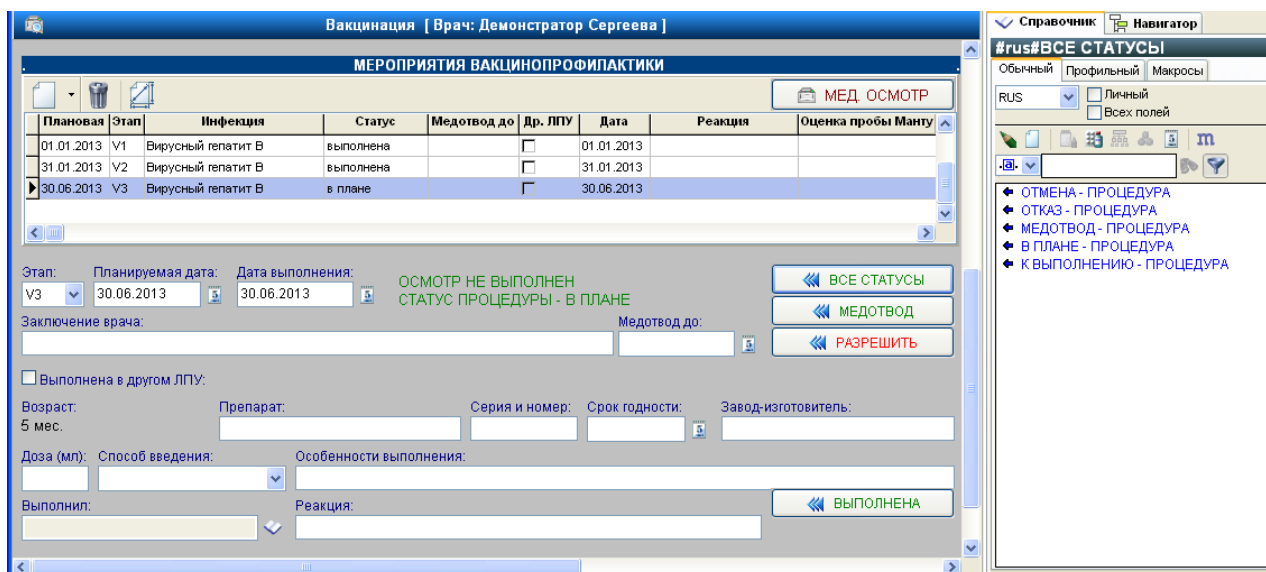 Вакцинация [ Врач: Демонстратор Сергеева ]
МЕРОПРИЯТИЯ ВАКЦИНОПРОФИЛАКТИКИ
МЕД. ОСМОТР
Плановая Этап Инфекция Статус Медотвод до Др. ЛПУ Дата Реакция Оценка пробы Манту
01.01.2013 V1 Вирусный гепатит В выполнена 01.01.2013
31.01.2013 V2 Вирусный гепатит В выполнена 31.01.2013
30.06.2013 V3 Вирусный гепатит В в плане 30.06.2013
Этап: Планируемая дата: Дата выполнения:
V3 30.06.2013 30.06.2013
ОСМОТР НЕ ВЫПОЛНЕН
СТАТУС ПРОЦЕДУРЫ - В ПЛАНЕ
ВСЕ СТАТУСЫ
МЕДОТВОД
РАЗРЕШИТЬ
Заключение врача: Медотвод до:
Выполнена в другом ЛПУ:
Возраст: Препарат: Серия и номер: Срок годности: Завод-изготовитель:
5 мес.
Доза (мл): Способ введения: Особенности выполнения:
Выполнил: Реакция:
ВЫПОЛНЕНА
Справочник Навигатор
#rus#ВСЕ СТАТУСЫ
Обычный Профильный Макросы
RUS Личный
Всех полей
m
.a.
ОТМЕНА - ПРОЦЕДУРА
ОТКАЗ - ПРОЦЕДУРА
МЕДОТВОД - ПРОЦЕДУРА
В ПЛАНЕ - ПРОЦЕДУРА
К ВЫПОЛНЕНИЮ - ПРОЦЕДУРА